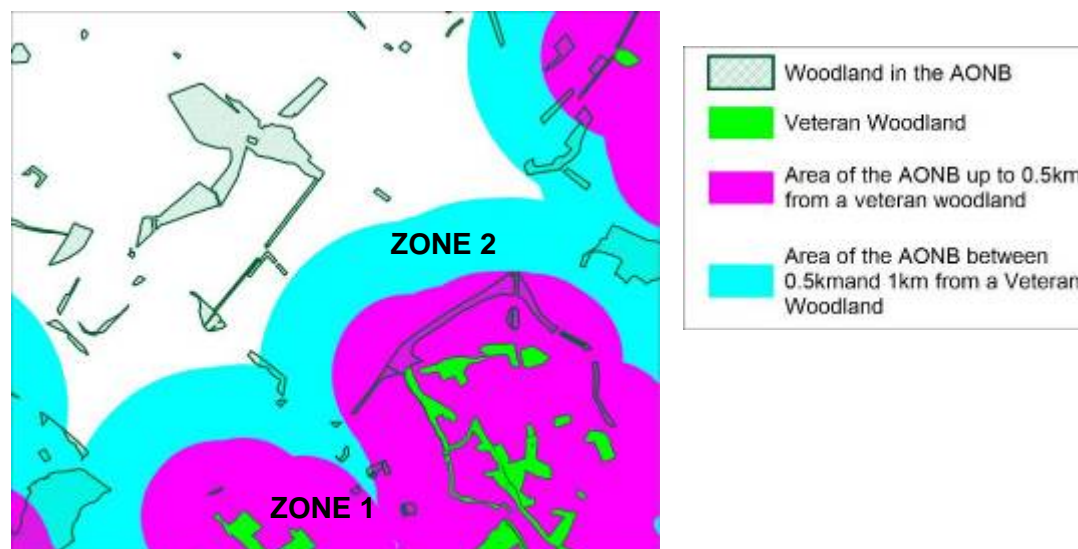 ZONE 2
ZONE 1
Woodland in the AONB
Veteran Woodland
Area of the AONB up to 0.5km
from a veteran woodland
Area of the AONB between
0.5kmand 1km from a Veteran
Woodland